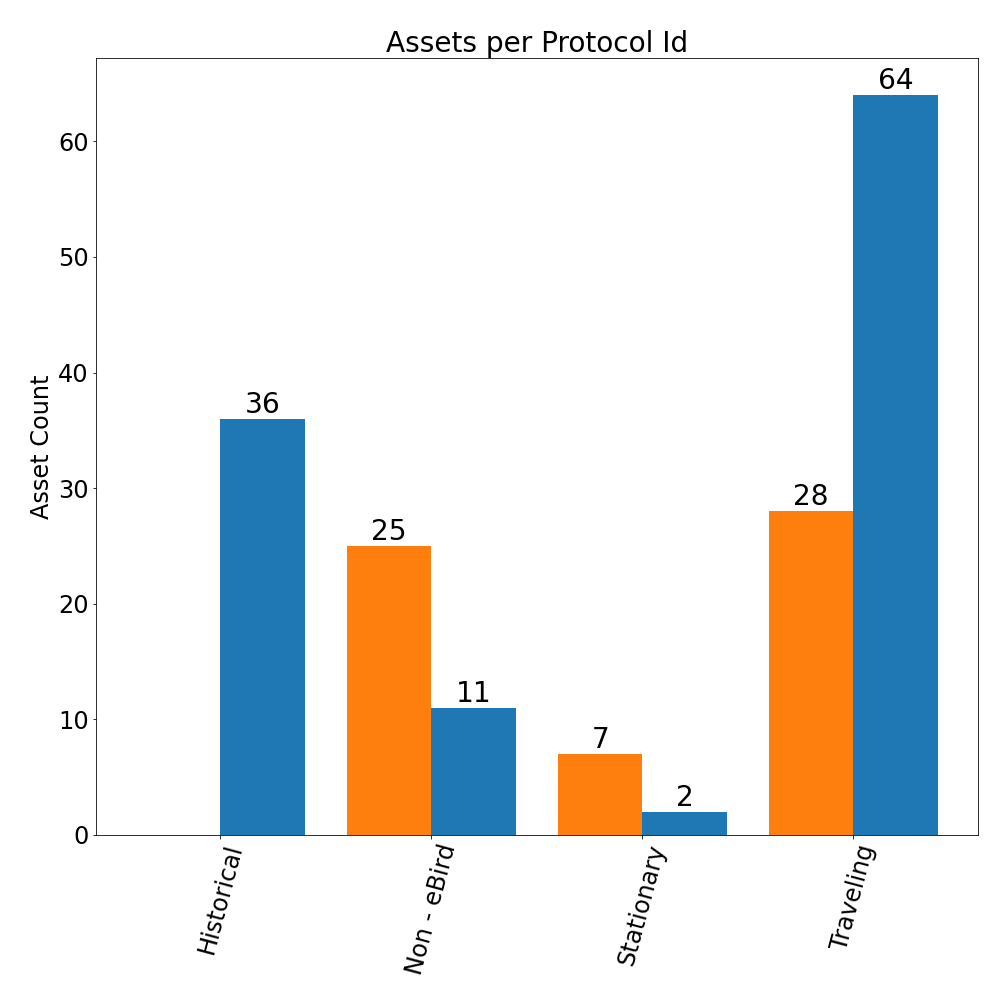 Assets per Protocol Id
Asset Count
60
50
40
30
20
10
0
36
25
11
7
2
28
64
Historical
Non - eBird
Stationary
Traveling